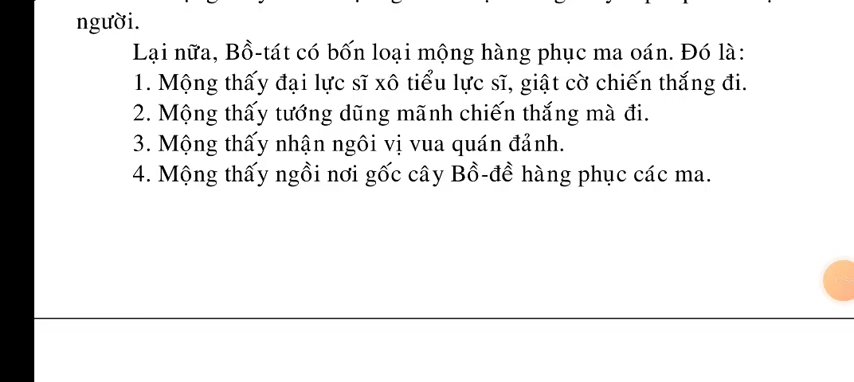 người.
Lại nữa, Bồ-tát có bốn loại mộng hàng phục ma oán. Đó là:
1. Mộng thấy đại lực sĩ xô tiểu lực sĩ, giật cờ chiến thắng đi.
2. Mộng thấy tướng dũng mãnh chiến thắng mà đi.
3. Mộng thấy nhận ngôi vị vua quán đảnh.
4. Mộng thấy ngồi nơi gốc cây Bồ-đề hàng phục các ma.